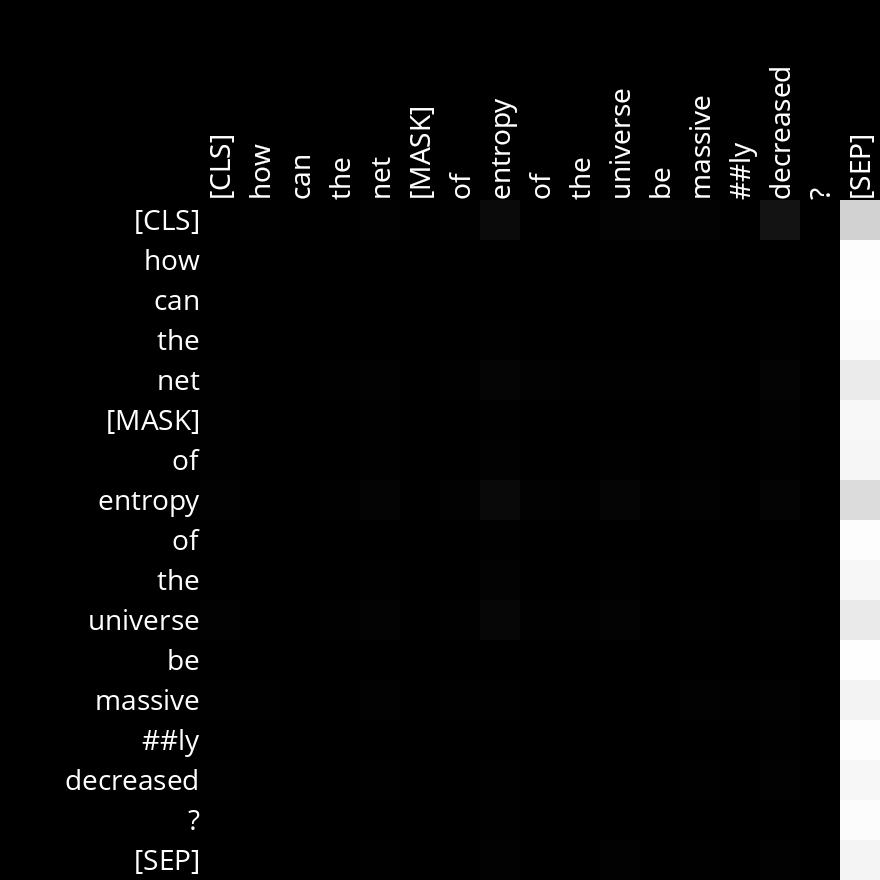 [CLS] how can the net [MASK] of entropy of the universe be massive ##ly decreased ? [SEP]
[CLS]
how
can
the
net
[MASK]
of
entropy
of
the
universe
be
massive
##ly
decreased
?
[SEP]